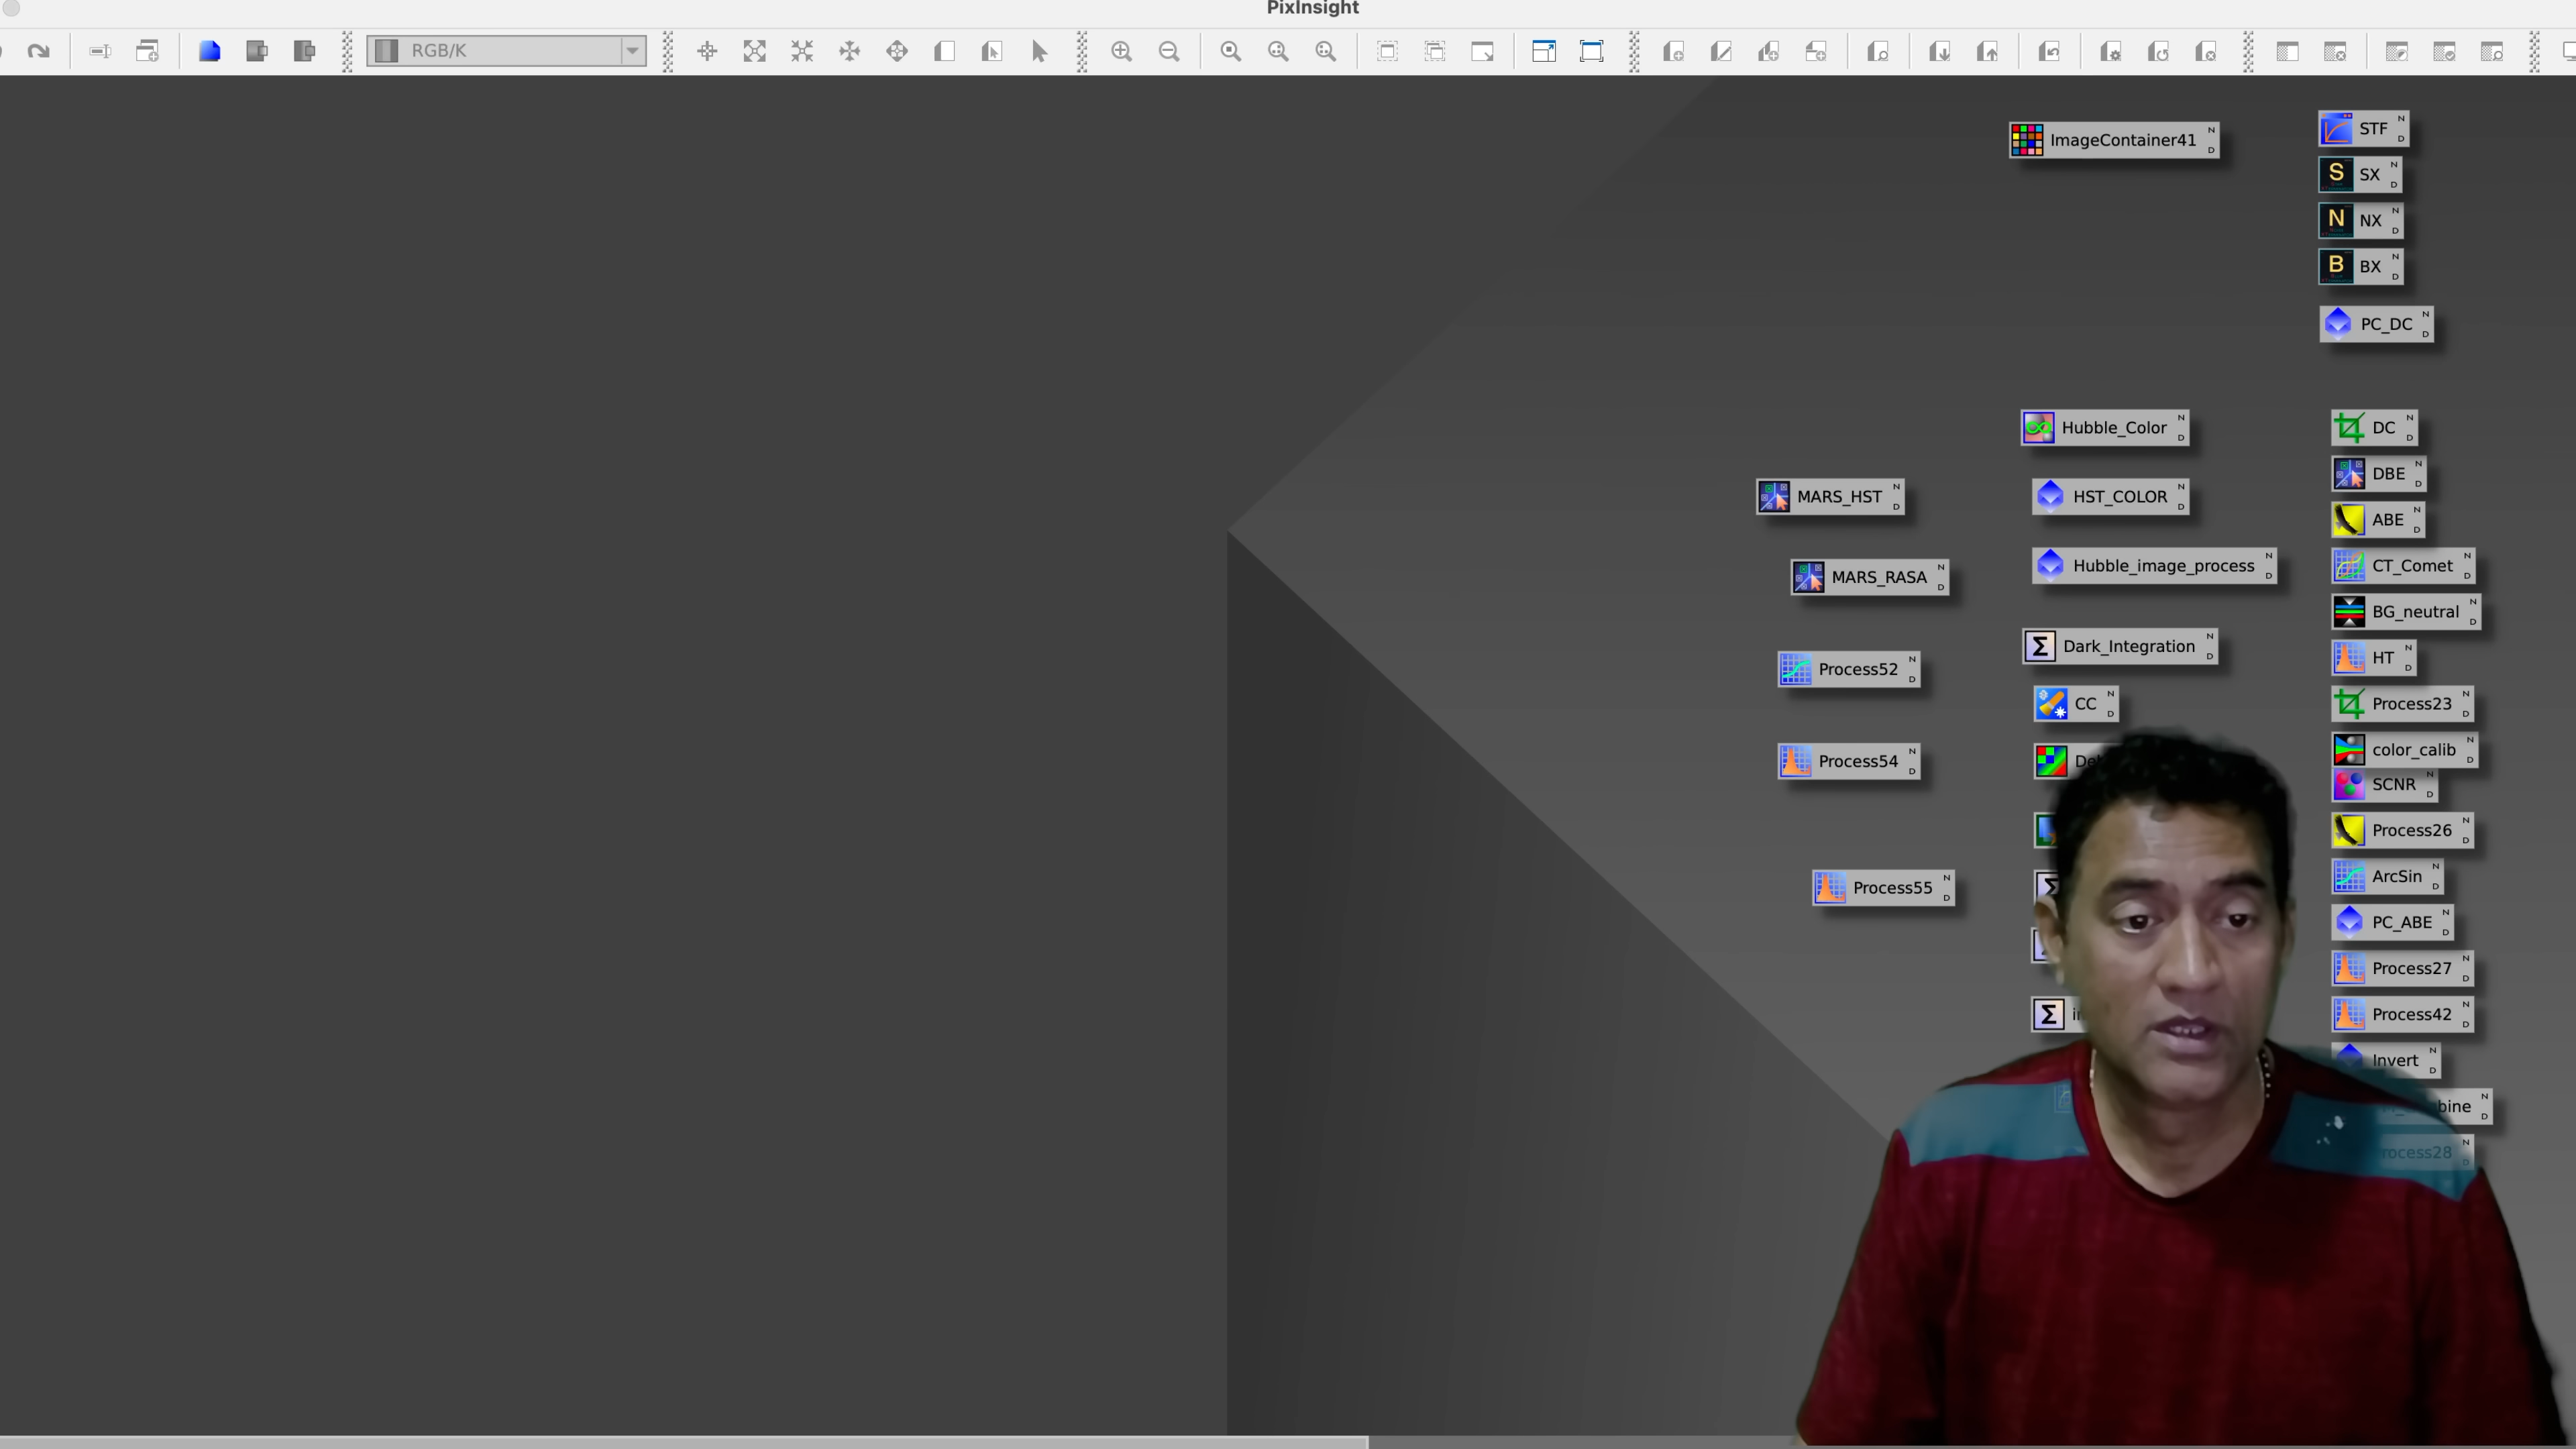 PixInsight
RGB/K
ImageContainer41 N D
STF N D
S SX N D
N NX N D
B BX N D
PC_DC N D
Hubble_Color N D
DC N D
DBE N D
MARS_HST N D
HST_COLOR N D
ABE N D
Hubble_image_process N D
CT_Comet N D
MARS_RASA N D
BG_neutral N D
Σ Dark_Integration N D
HT N D
Process52 N D
CC N D
Process23 N D
Process54 N D
De
color_calib N D
SCNR N D
Process26 N D
Process55 N D
Σ
ArcSin N D
PC_ABE N D
Process27 N D
Σ
Process42 N D
Invert N D
bine N D
rocess28 N D